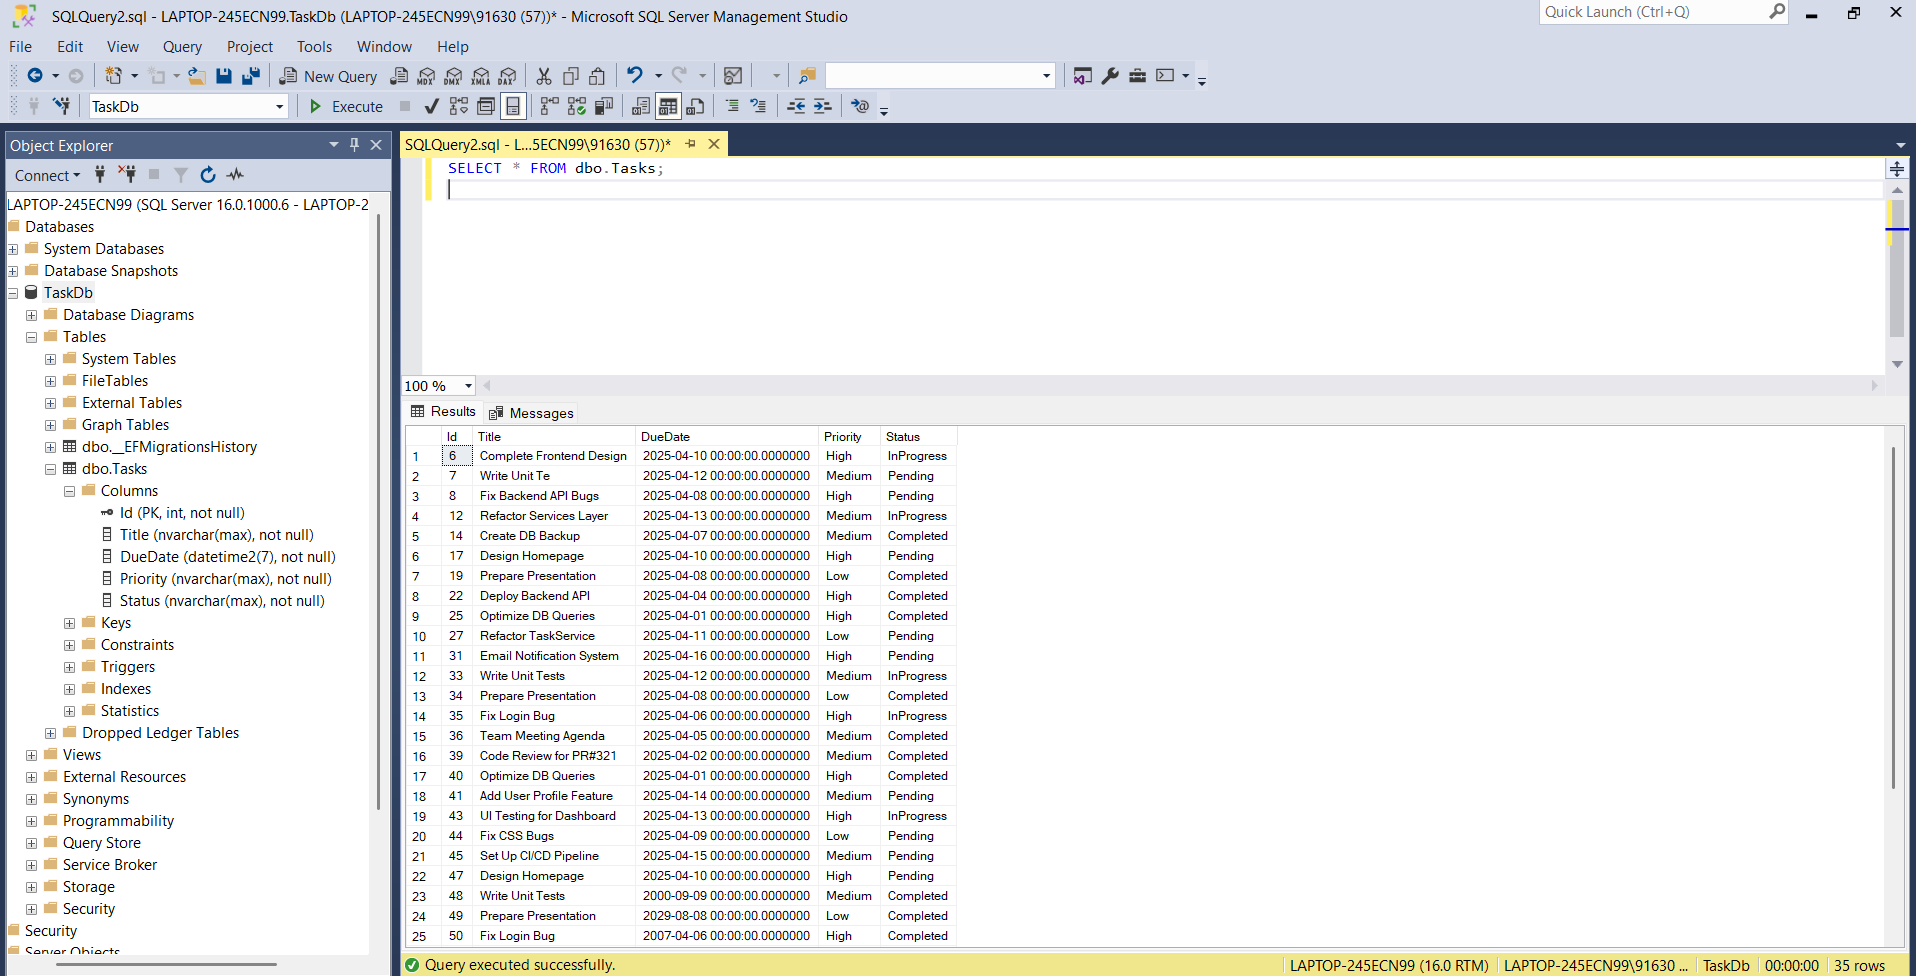 SQLQuery2.sql - LAPTOP-245ECN99.TaskDb (LAPTOP-245ECN99\91630 (57))* - Microsoft SQL Server Management Studio
Quick Launch (Ctrl+Q)
File Edit View Query Project Tools Window Help
New Query MDX DMX XMLA DAX
TaskDb Execute
Object Explorer
SQLQuery2.sql - L...5ECN99\91630 (57))*
Connect
SELECT * FROM dbo.Tasks;
LAPTOP-245ECN99 (SQL Server 16.0.1000.6 - LAPTOP-2
Databases
System Databases
Database Snapshots
TaskDb
Database Diagrams
Tables
System Tables
FileTables
External Tables
Graph Tables
dbo.__EFMigrationsHistory
dbo.Tasks
Columns
Id (PK, int, not null)
Title (nvarchar(max), not null)
DueDate (datetime2(7), not null)
Priority (nvarchar(max), not null)
Status (nvarchar(max), not null)
Keys
Constraints
Triggers
Indexes
Statistics
Dropped Ledger Tables
Views
External Resources
Synonyms
Programmability
Query Store
Service Broker
Storage
Security
Security
Server Objects
100 %
Results Messages
Id Title DueDate Priority Status
1 6 Complete Frontend Design 2025-04-10 00:00:00.0000000 High InProgress
2 7 Write Unit Te 2025-04-12 00:00:00.0000000 Medium Pending
3 8 Fix Backend API Bugs 2025-04-08 00:00:00.0000000 High Pending
4 12 Refactor Services Layer 2025-04-13 00:00:00.0000000 Medium InProgress
5 14 Create DB Backup 2025-04-07 00:00:00.0000000 Medium Completed
6 17 Design Homepage 2025-04-10 00:00:00.0000000 High Pending
7 19 Prepare Presentation 2025-04-08 00:00:00.0000000 Low Completed
8 22 Deploy Backend API 2025-04-04 00:00:00.0000000 High Completed
9 25 Optimize DB Queries 2025-04-01 00:00:00.0000000 High Completed
10 27 Refactor TaskService 2025-04-11 00:00:00.0000000 Low Pending
11 31 Email Notification System 2025-04-16 00:00:00.0000000 High Pending
12 33 Write Unit Tests 2025-04-12 00:00:00.0000000 Medium InProgress
13 34 Prepare Presentation 2025-04-08 00:00:00.0000000 Low Completed
14 35 Fix Login Bug 2025-04-06 00:00:00.0000000 High InProgress
15 36 Team Meeting Agenda 2025-04-05 00:00:00.0000000 Medium Completed
16 39 Code Review for PR#321 2025-04-02 00:00:00.0000000 Medium Completed
17 40 Optimize DB Queries 2025-04-01 00:00:00.0000000 High Completed
18 41 Add User Profile Feature 2025-04-14 00:00:00.0000000 Medium Pending
19 43 UI Testing for Dashboard 2025-04-13 00:00:00.0000000 High InProgress
20 44 Fix CSS Bugs 2025-04-09 00:00:00.0000000 Low Pending
21 45 Set Up CI/CD Pipeline 2025-04-15 00:00:00.0000000 Medium Pending
22 47 Design Homepage 2025-04-10 00:00:00.0000000 High Pending
23 48 Write Unit Tests 2000-09-09 00:00:00.0000000 Medium Completed
24 49 Prepare Presentation 2029-08-08 00:00:00.0000000 Low Completed
25 50 Fix Login Bug 2007-04-06 00:00:00.0000000 High Completed
Query executed successfully. LAPTOP-245ECN99 (16.0 RTM) LAPTOP-245ECN99\91630 ... TaskDb 00:00:00 35 rows